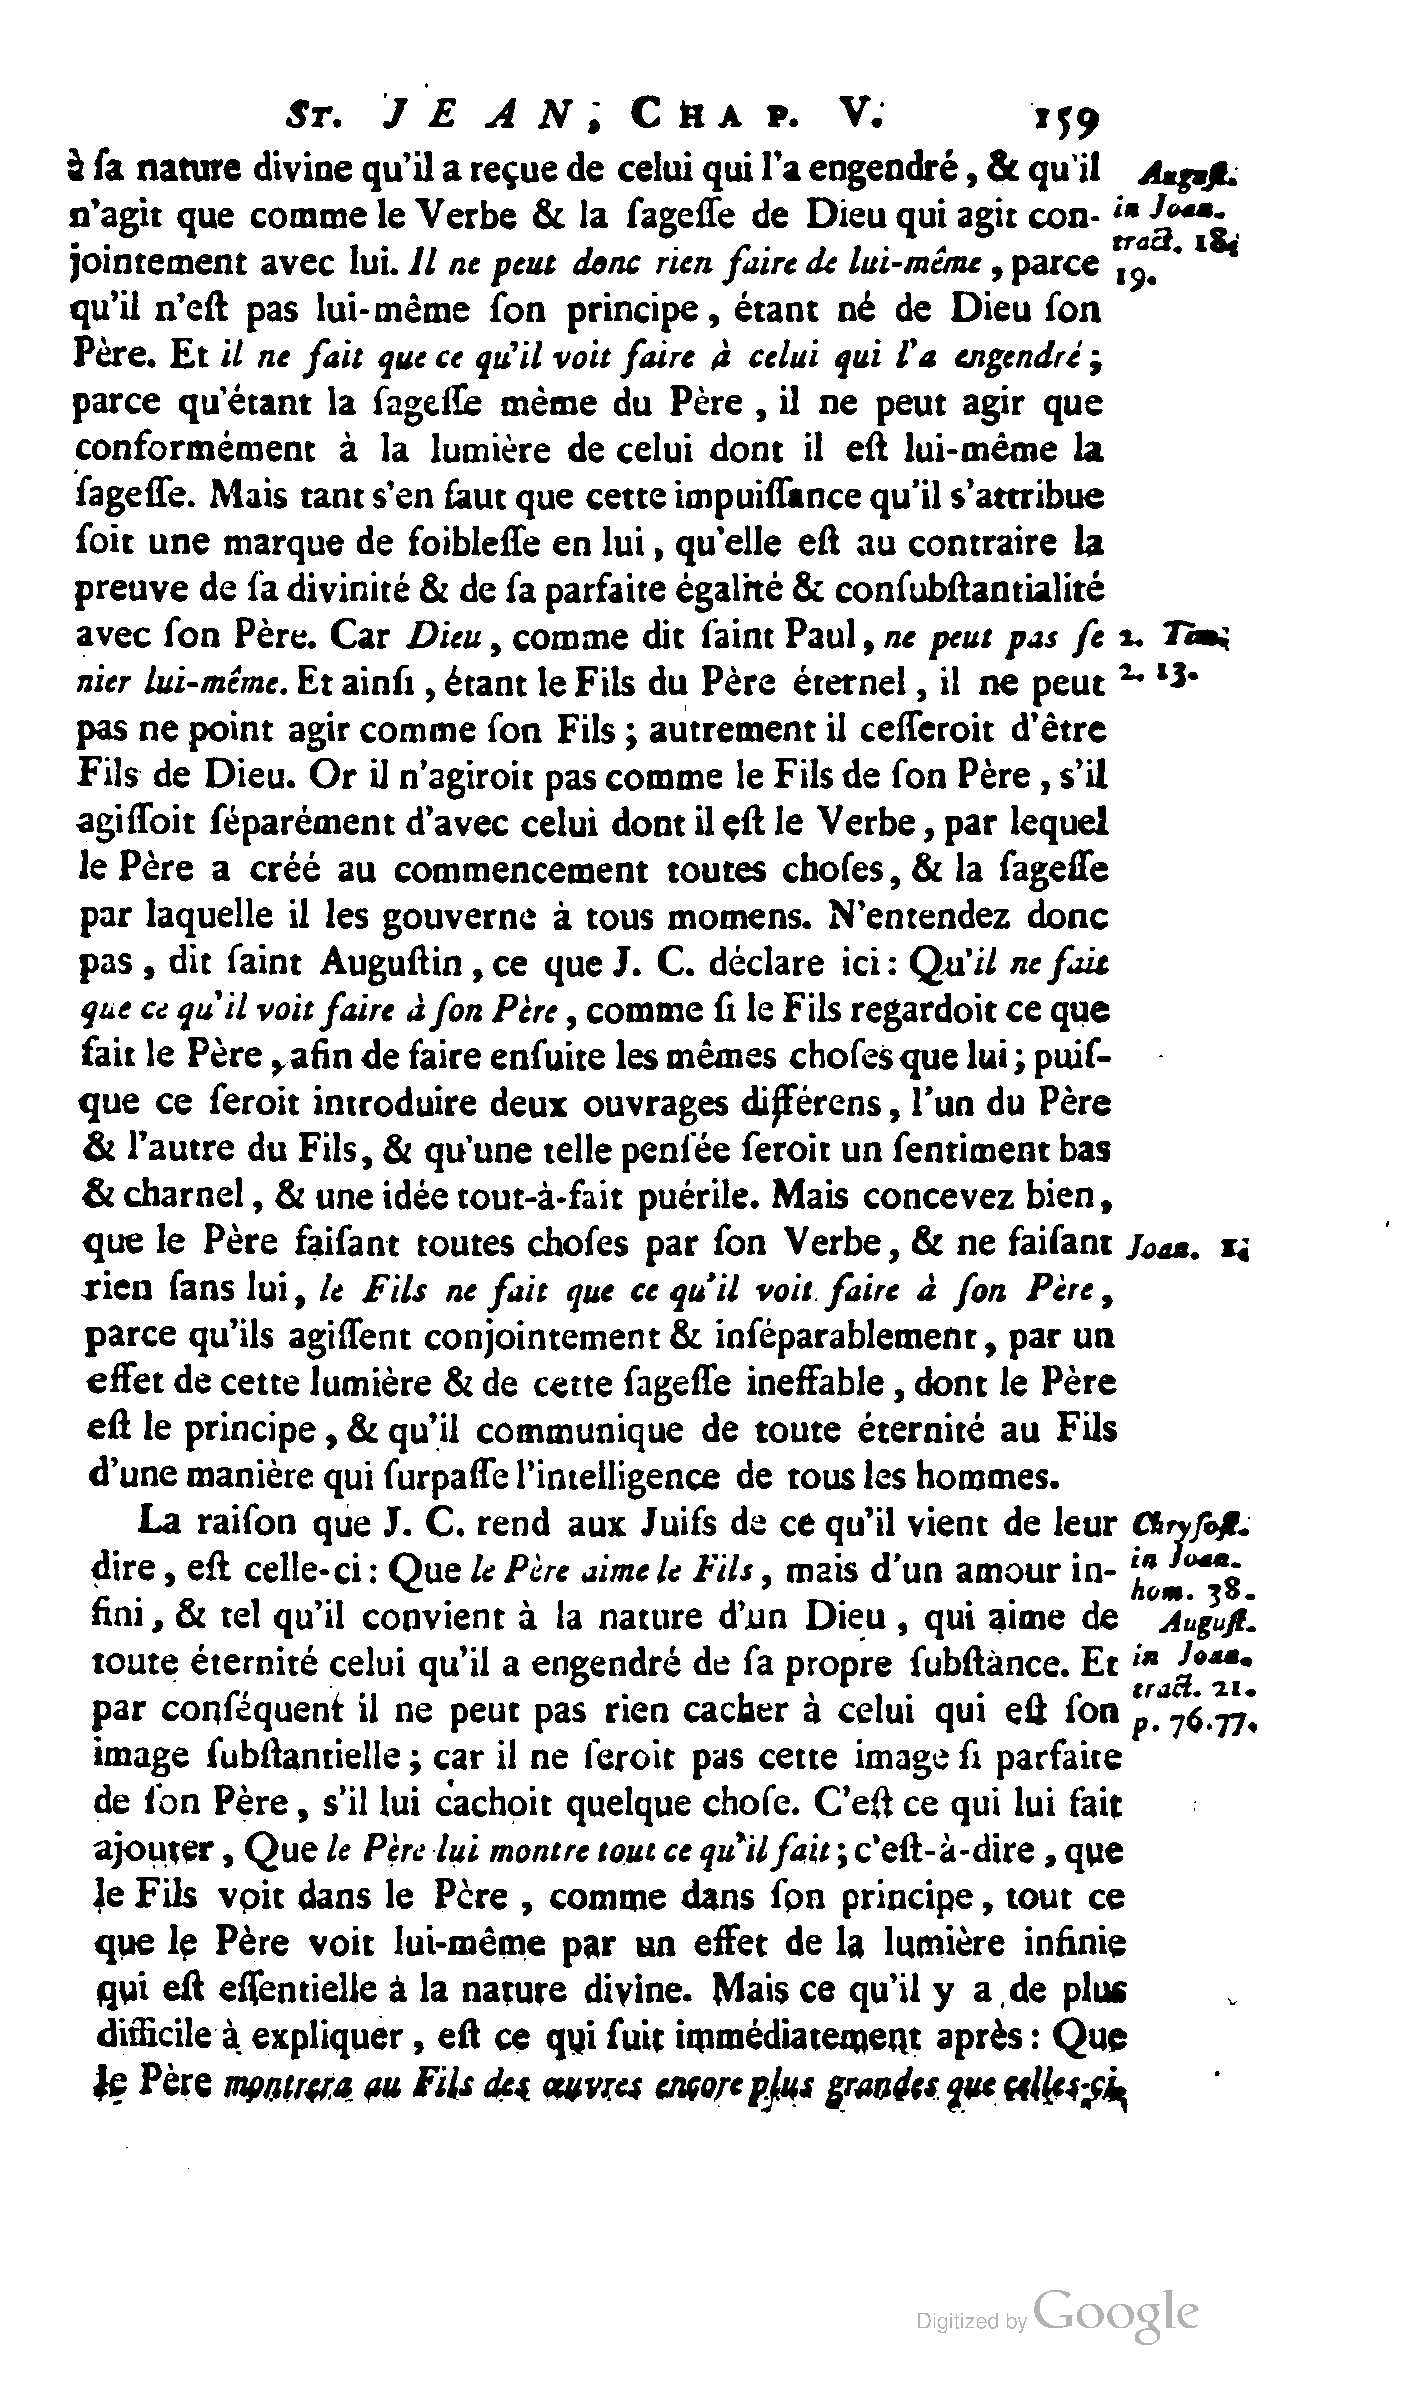 ST. JEAN, CHAP. V. 159
à ſa nature divine qu'il a reçue de celui qui l'a engendré, & qu'il
n'agit que comme le Verbe & la ſageſſe de Dieu qui agit con-
jointement avec lui. Il ne peut donc rien faire de lui-même, parce
qu'il n'eſt pas lui-même ſon principe, étant né de Dieu ſon
Père. Et il ne fait que ce qu'il voit faire à celui qui l'a engendré;
parce qu'étant la ſageſſe même du Père, il ne peut agir que
conformément à la lumière de celui dont il eſt lui-même la
ſageſſe. Mais tant s'en faut que cette impuiſſance qu'il s'attribue
ſoit une marque de foibleſſe en lui, qu'elle eſt au contraire la
preuve de ſa divinité & de ſa parfaite égalité & conſubſtantialité
avec ſon Père. Car Dieu, comme dit ſaint Paul, ne peut pas ſe
nier lui-même. Et ainſi, étant le Fils du Père éternel, il ne peut
pas ne point agir comme ſon Fils; autrement il ceſſeroit d'être
Fils de Dieu. Or il n'agiroit pas comme le Fils de ſon Père, s'il
agiſſoit ſéparément d'avec celui dont il eſt le Verbe, par lequel
le Père a créé au commencement toutes choſes, & la ſageſſe
par laquelle il les gouverne à tous momens. N'entendez donc
pas, dit ſaint Auguſtin, ce que J. C. déclare ici: Qu'il ne fait
que ce qu'il voit faire à ſon Père, comme ſi le Fils regardoit ce que
fait le Père, afin de faire enſuite les mêmes choſes que lui; puiſ-
que ce ſeroit introduire deux ouvrages différens, l'un du Père
& l'autre du Fils, & qu'une telle penſée ſeroit un ſentiment bas
& charnel, & une idée tout-à-fait puérile. Mais concevez bien,
que le Père faiſant toutes choſes par ſon Verbe, & ne faiſant
rien ſans lui, le Fils ne fait que ce qu'il voit faire à ſon Père,
parce qu'ils agiſſent conjointement & inſéparablement, par un
effet de cette lumière & de cette ſageſſe ineffable, dont le Père
eſt le principe, & qu'il communique de toute éternité au Fils
d'une manière qui ſurpaſſe l'intelligence de tous les hommes.
La raiſon que J. C. rend aux Juifs de ce qu'il vient de leur
dire, eſt celle-ci: Que le Père aime le Fils, mais d'un amour in-
fini, & tel qu'il convient à la nature d'un Dieu, qui aime de
toute éternité celui qu'il a engendré de ſa propre ſubſtance. Et
par conſéquent il ne peut pas rien cacher à celui qui eſt ſon
image ſubſtantielle; car il ne ſeroit pas cette image ſi parfaite
de ſon Père, s'il lui cachoit quelque choſe. C'eſt ce qui lui fait
ajouter, Que le Père lui montre tout ce qu'il fait; c'eſt-à-dire, que
le Fils voit dans le Père, comme dans ſon principe, tout ce
que le Père voit lui-même par un effet de la lumière infinie
qui eſt eſſentielle à la nature divine. Mais ce qu'il y a de plus
difficile à expliquer, eſt ce qui ſuit immédiatement après: Que
le Père montrera au Fils des œuvres encore plus grandes que celles-ci,
Auguſt.
in Joan.
tract. 18.
19.
2. Tim.
2. 13.
Joan. 1.
Chryſoſt.
in Joan.
hom. 38.
Auguſt.
in Joan.
tract. 21.
p. 76.77.
Digitized by Google